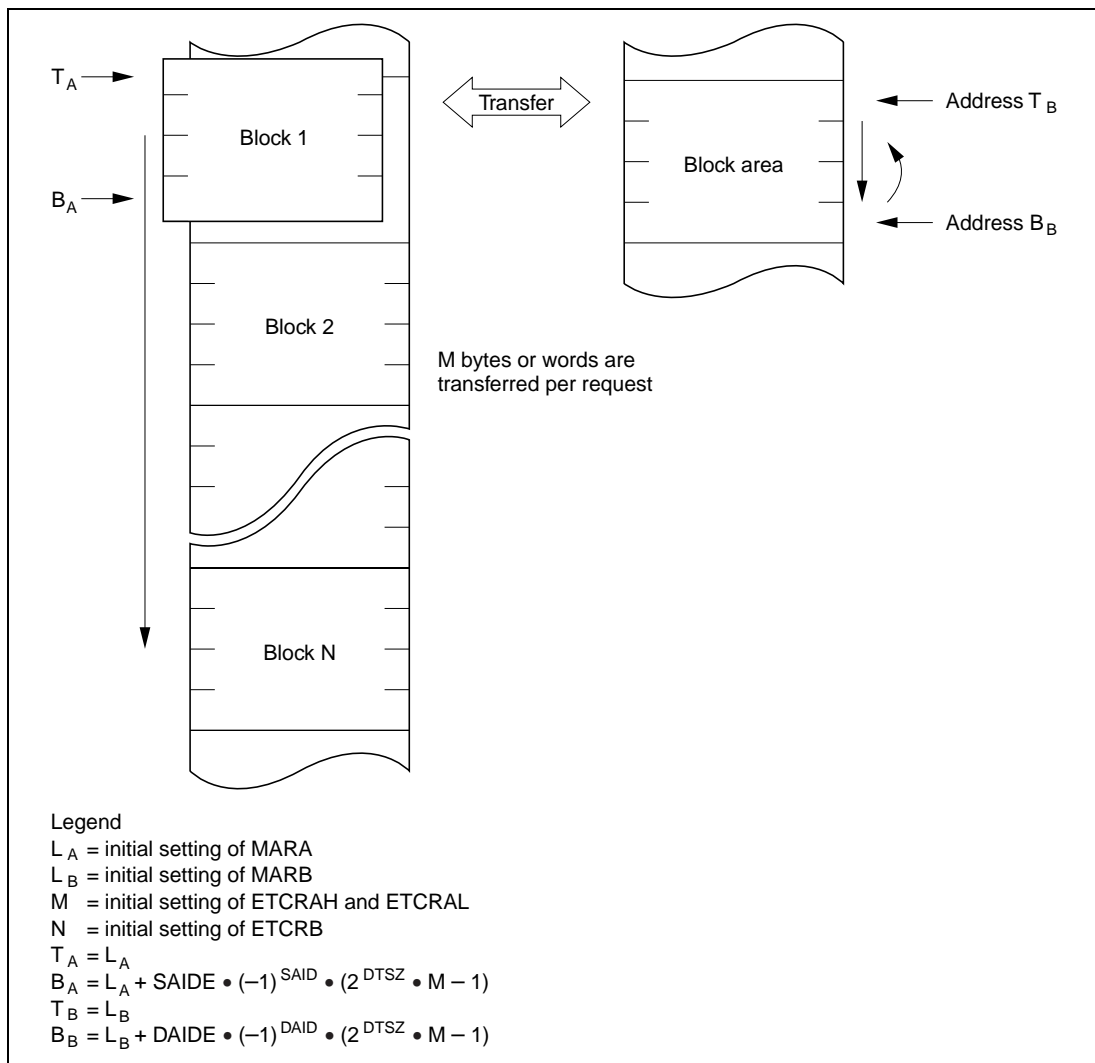 T A
Block 1
B A
Transfer
Address T B
Block area
Address B B
Block 2
M bytes or words are
transferred per request
Block N
Legend
L A = initial setting of MARA
L B = initial setting of MARB
M = initial setting of ETCRAH and ETCRAL
N = initial setting of ETCRB
T A = L A
B A = L A + SAIDE • (–1) SAID • (2 DTSZ • M – 1)
T B = L B
B B = L B + DAIDE • (–1) DAID • (2 DTSZ • M – 1)